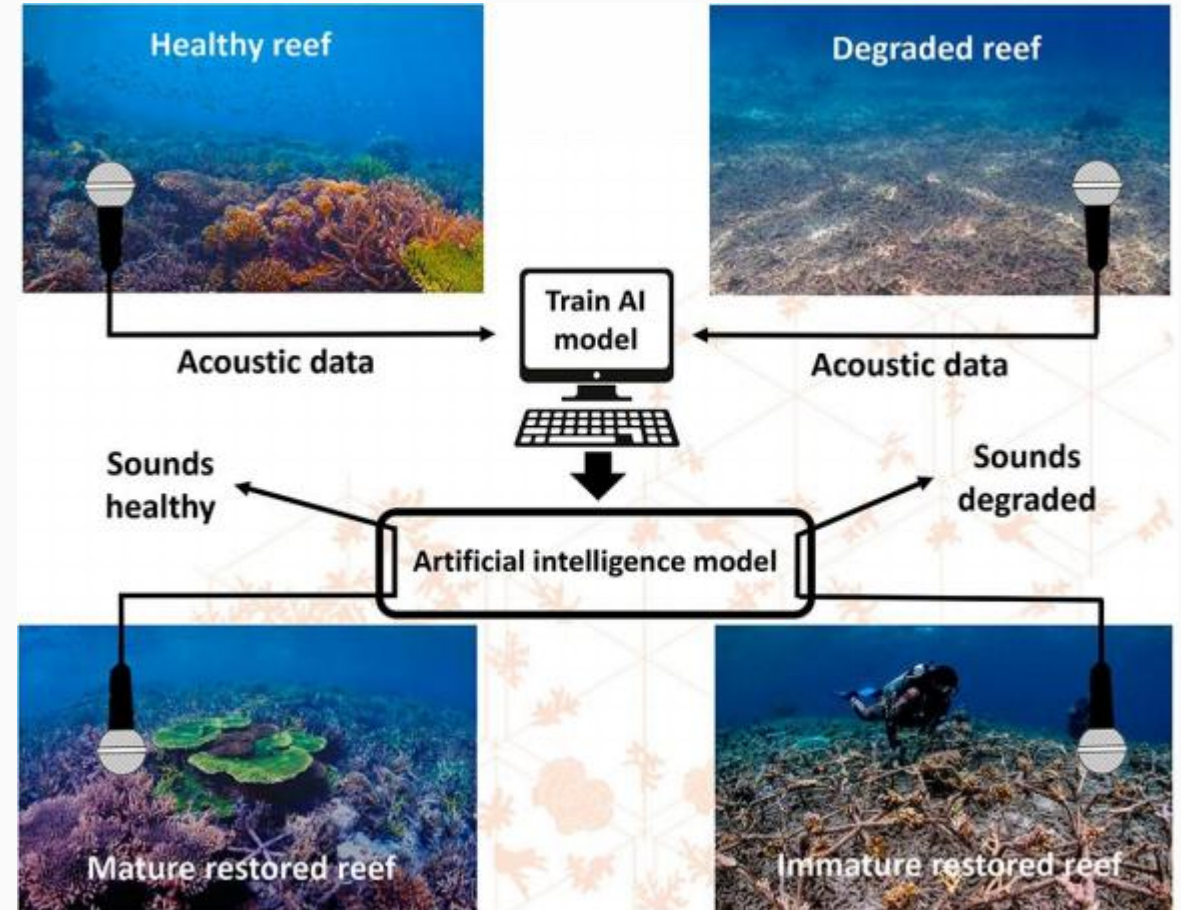 Healthy reef
Degraded reef
Train AI
model
Acoustic data
Acoustic data
Sounds
healthy
Sounds
degraded
Artificial intelligence model
Mature restored reef
Immature restored reef